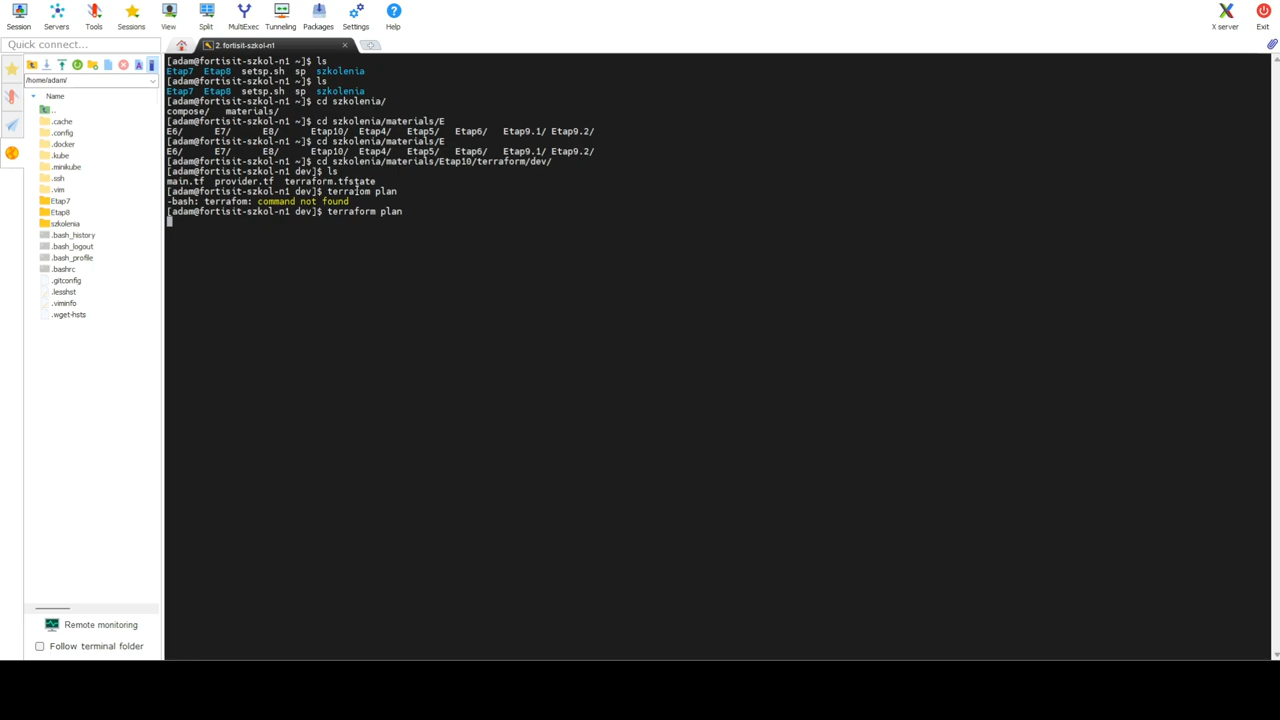 Session Servers Tools Sessions View Split MultiExec Tunneling Packages Settings Help X server Exit
Quick connect...
2. fortisit-szkol-n1
/home/adam/
Name
..
.cache
.config
.docker
.kube
.minikube
.ssh
.vim
Etap7
Etap8
szkolenia
.bash_history
.bash_logout
.bash_profile
.bashrc
.gitconfig
.lesshst
.viminfo
.wget-hsts
Remote monitoring
Follow terminal folder
[adam@fortisit-szkol-n1 ~]$ ls
Etap7 Etap8 setsp.sh sp szkolenia
[adam@fortisit-szkol-n1 ~]$ ls
Etap7 Etap8 setsp.sh sp szkolenia
[adam@fortisit-szkol-n1 ~]$ cd szkolenia/
compose/ materials/
[adam@fortisit-szkol-n1 ~]$ cd szkolenia/materials/E
E6/ E7/ E8/ Etap10/ Etap4/ Etap5/ Etap6/ Etap9.1/ Etap9.2/
[adam@fortisit-szkol-n1 ~]$ cd szkolenia/materials/E
E6/ E7/ E8/ Etap10/ Etap4/ Etap5/ Etap6/ Etap9.1/ Etap9.2/
[adam@fortisit-szkol-n1 ~]$ cd szkolenia/materials/Etap10/terraform/dev/
[adam@fortisit-szkol-n1 dev]$ ls
main.tf provider.tf terraform.tfstate
[adam@fortisit-szkol-n1 dev]$ terrafom plan
-bash: terrafom: command not found
[adam@fortisit-szkol-n1 dev]$ terraform plan